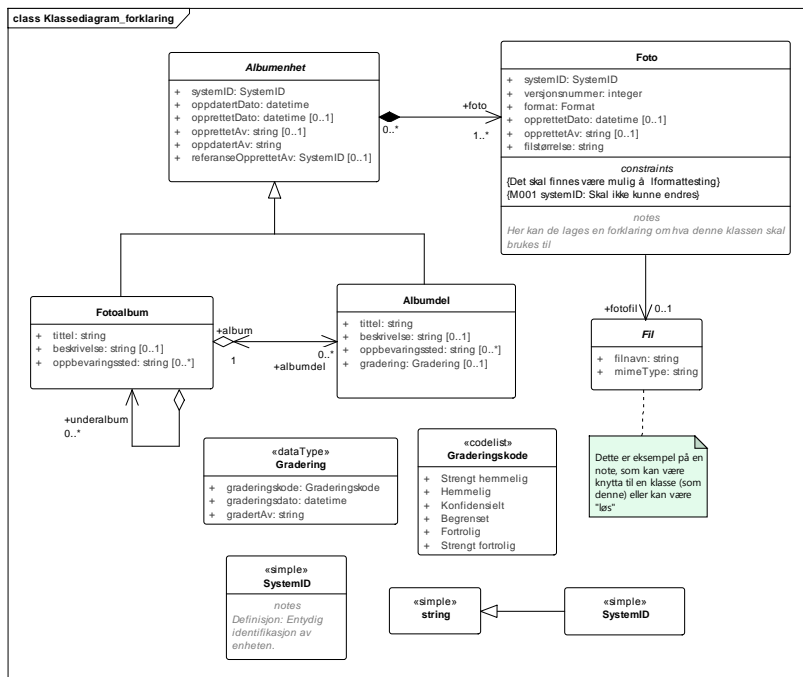 class Klassediagram_forklaring
Albumenhet
+ systemID: SystemID
+ oppdatertDato: datetime
+ opprettetDato: datetime [0..1]
+ opprettetAv: string [0..1]
+ oppdatertAv: string
+ referanseOpprettetAv: SystemID [0..1]
0..*
+foto
1..*
Foto
+ systemID: SystemID
+ versjonsnummer: integer
+ format: Format
+ opprettetDato: datetime [0..1]
+ opprettetAv: string [0..1]
+ filstørrelse: string
constraints
{Det skal finnes være mulig å lformattesting}
{M001 systemID: Skal ikke kunne endres}
notes
Her kan de lages en forklaring om hva denne klassen skal
brukes til
+fotofil
0..1
Fotoalbum
+ tittel: string
+ beskrivelse: string [0..1]
+ oppbevaringssted: string [0..*]
+album
1
0..*
+albumdel
+underalbum
0..*
Albumdel
+ tittel: string
+ beskrivelse: string [0..1]
+ oppbevaringssted: string [0..*]
+ gradering: Gradering [0..1]
Fil
+ filnavn: string
+ mimeType: string
Dette er eksempel på en
note, som kan være
knytta til en klasse (som
denne) eller kan være
"løs"
«dataType»
Gradering
+ graderingskode: Graderingskode
+ graderingsdato: datetime
+ gradertAv: string
«codelist»
Graderingskode
+ Strengt hemmelig
+ Hemmelig
+ Konfidensielt
+ Begrenset
+ Fortrolig
+ Strengt fortrolig
«simple»
SystemID
notes
Definisjon: Entydig
identifikasjon av
enheten.
«simple»
string
«simple»
SystemID